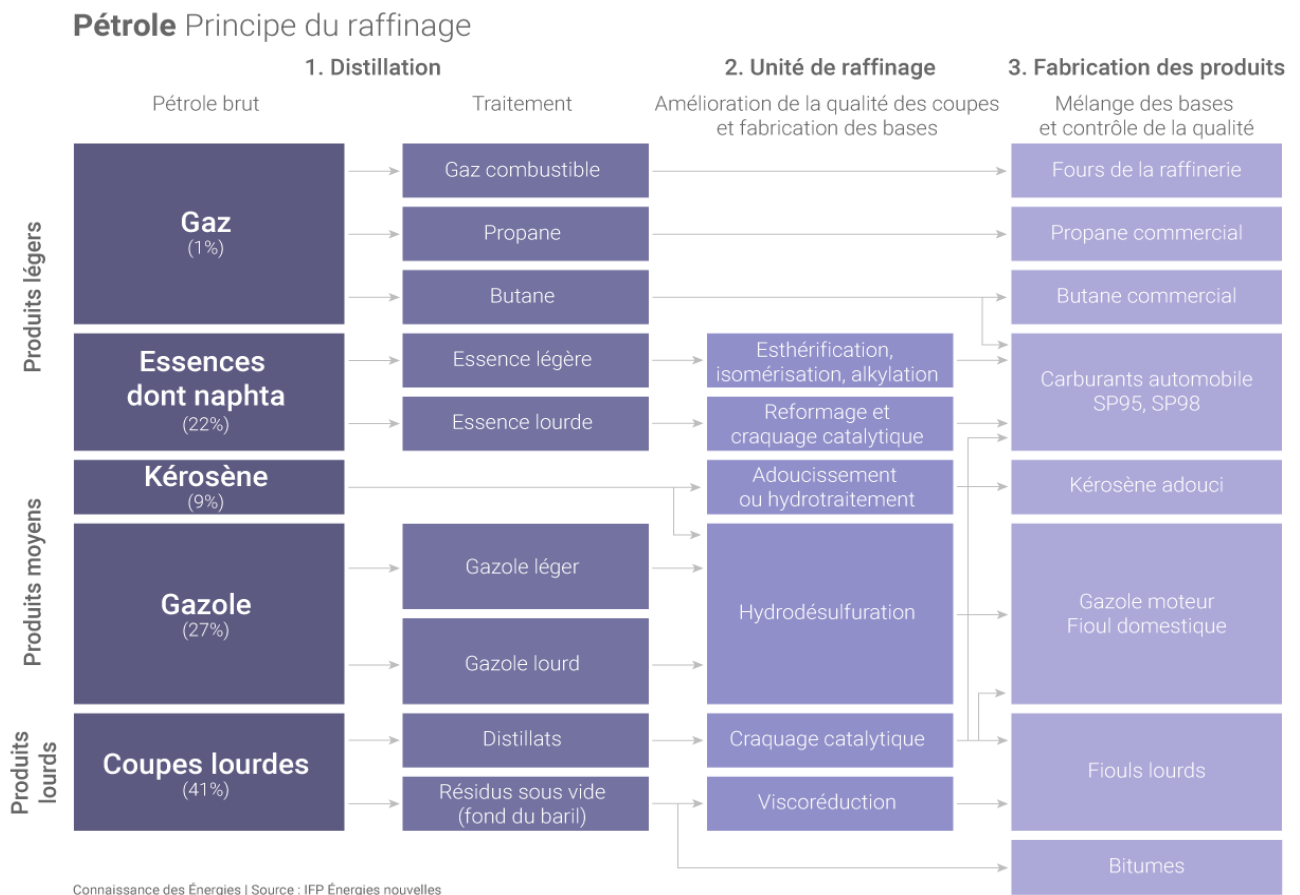 Pétrole Principe du raffinage
1. Distillation
2. Unité de raffinage
3. Fabrication des produits
Pétrole brut
Traitement
Amélioration de la qualité des coupes
et fabrication des bases
Mélange des bases
et contrôle de la qualité
Produits légers
Gaz
(1%)
Gaz combustible
Fours de la raffinerie
Propane
Propane commercial
Butane
Butane commercial
Essences
dont naphta
(22%)
Essence légère
Esthérification,
isomérisation, alkylation
Carburants automobile
SP95, SP98
Essence lourde
Reformage et
craquage catalytique
Produits moyens
Kérosène
(9%)
Adoucissement
ou hydrotraitement
Kérosène adouci
Gazole
(27%)
Gazole léger
Gazole lourd
Hydrodésulfuration
Gazole moteur
Fioul domestique
Produits
lourds
Coupes lourdes
(41%)
Distillats
Craquage catalytique
Fiouls lourds
Résidus sous vide
(fond du baril)
Viscoréduction
Bitumes
Connaissance des Énergies | Source : IFP Énergies nouvelles